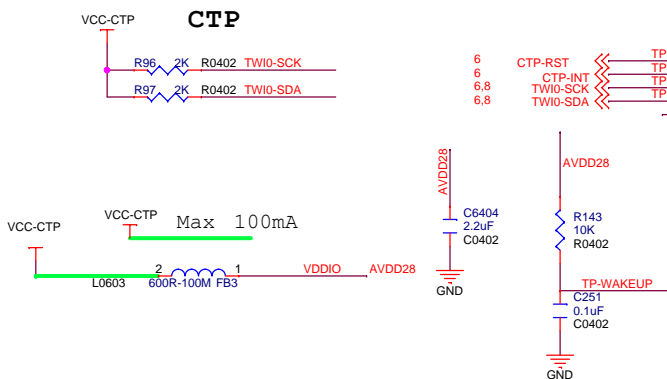 CTP
VCC-CTP
R96 2K R0402 TWI0-SCK
R97 2K R0402 TWI0-SDA
6 CTP-RST TP
6 CTP-INT TP
6,8 TWI0-SCK TP
6,8 TWI0-SDA TP
AVDD28
C6404
2.2uF
C0402
GND
AVDD28
R143
10K
R0402
TP-WAKEUP
C251
0.1uF
C0402
GND
VCC-CTP
Max 100mA
VCC-CTP
2 1 VDDIO AVDD28
L0603 600R-100M FB3